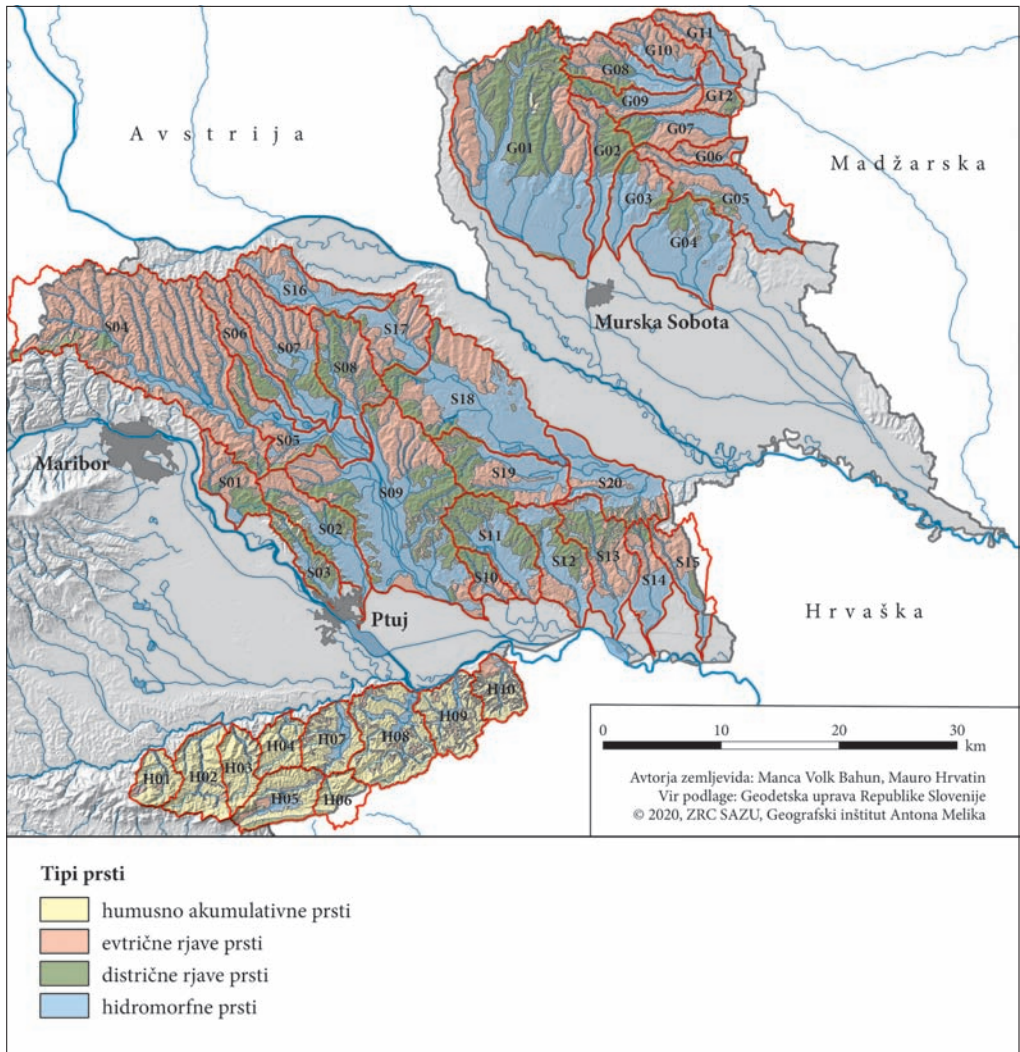 Avstrija
Madžarska
Hrvaška
G11
G10
G08
G12
G09
G07
G01
G02
G06
G03
G05
G04
Murska Sobota
S16
S04
S06
S17
S07
S08
S18
S05
Maribor
S01
S19
S20
S09
S02
S11
S03
S12
S13
S15
S10
S14
Ptuj
H10
H09
H08
H07
H04
H03
H02
H01
H05
H06
0 10 20 30
km
Avtorja zemljevida: Manca Volk Bahun, Mauro Hrvatin
Vir podlage: Geodetska uprava Republike Slovenije
© 2020, ZRC SAZU, Geografski inštitut Antona Melika
Tipi prsti
humusno akumulativne prsti
evtrične rjave prsti
distrične rjave prsti
hidromorfne prsti